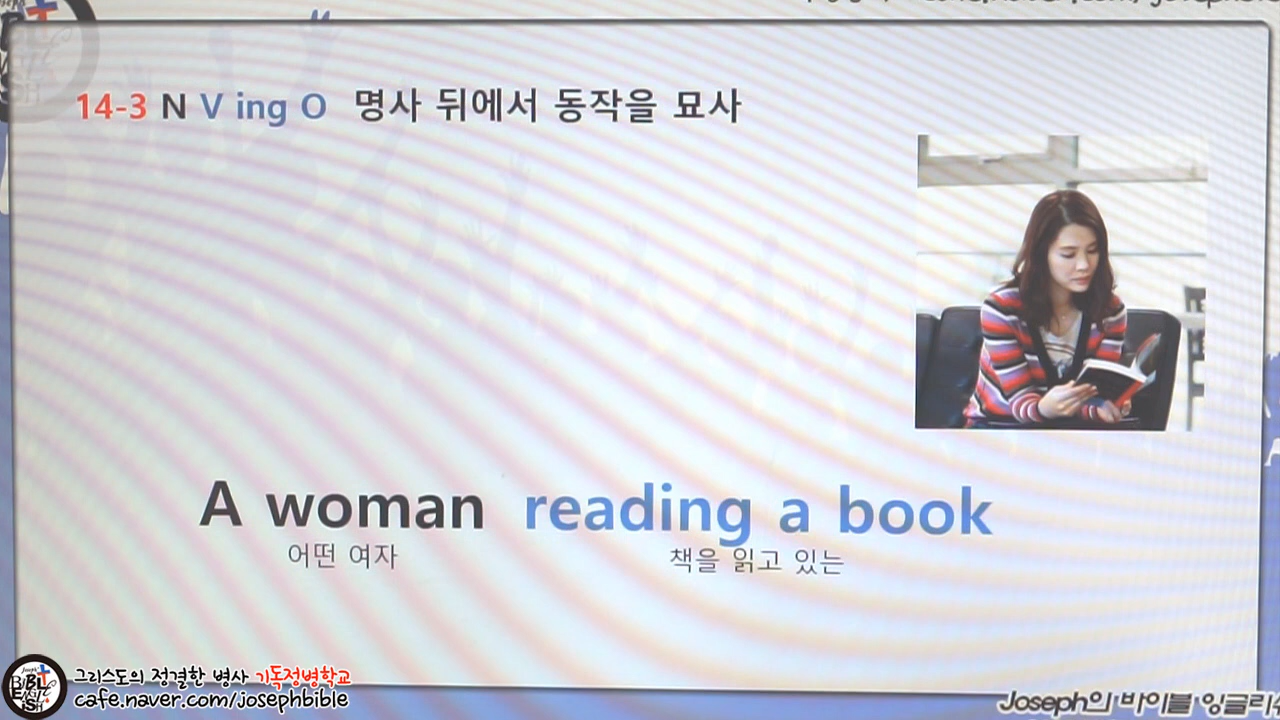 14-3 N V ing O 명사 뒤에서 동작을 묘사
A woman reading a book
어떤 여자 책을 읽고 있는
그리스도의 정결한 병사 기독정병학교
cafe.naver.com/josephbible
Joseph의 바이블 잉글리쉬